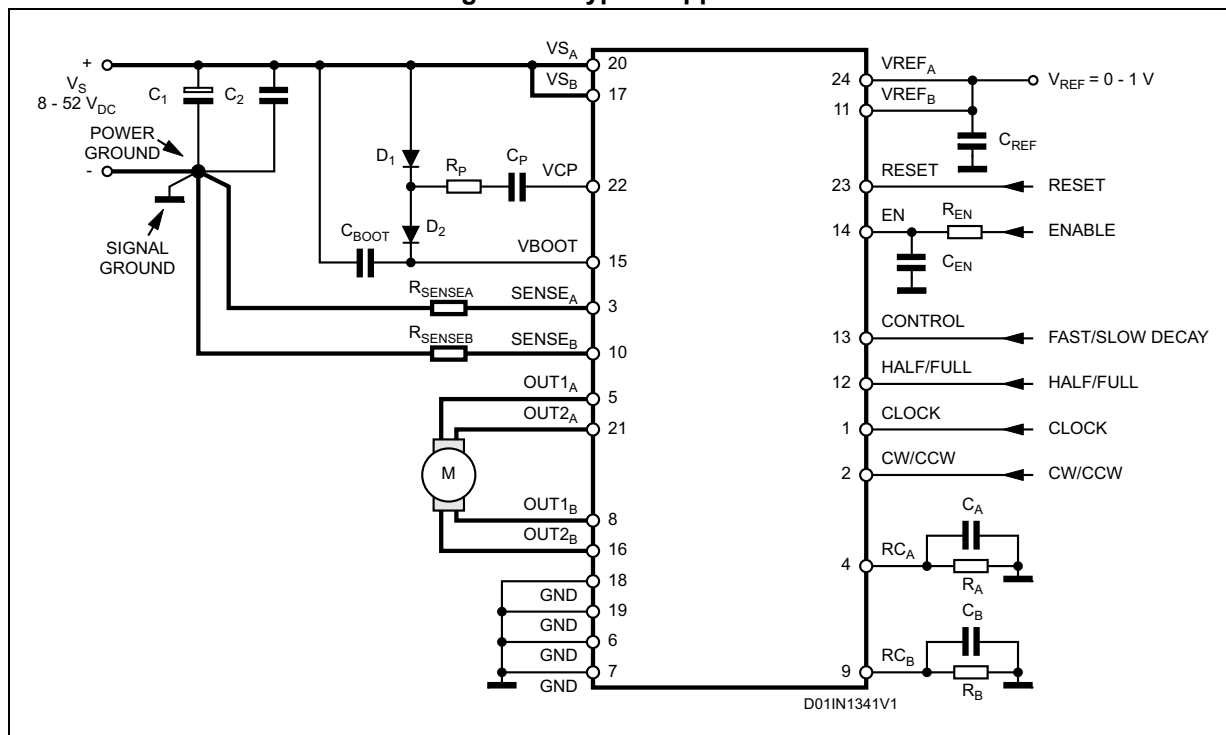 +
V_S
8 - 52 V_DC
C_1
C_2
POWER
GROUND
-
SIGNAL
GROUND
D_1
R_P
C_P
VCP
D_2
C_BOOT
VBOOT
R_SENSEA
SENSE_A
R_SENSEB
SENSE_B
OUT1_A
OUT2_A
M
OUT1_B
OUT2_B
GND
GND
GND
GND
VS_A
VS_B
20
17
22
15
3
10
5
21
8
16
18
19
6
7
24
11
23
14
13
12
1
2
4
9
VREF_A
V_REF = 0 - 1 V
VREF_B
C_REF
RESET
RESET
EN
R_EN
ENABLE
C_EN
CONTROL
FAST/SLOW DECAY
HALF/FULL
HALF/FULL
CLOCK
CLOCK
CW/CCW
CW/CCW
C_A
RC_A
R_A
C_B
RC_B
R_B
D01IN1341V1